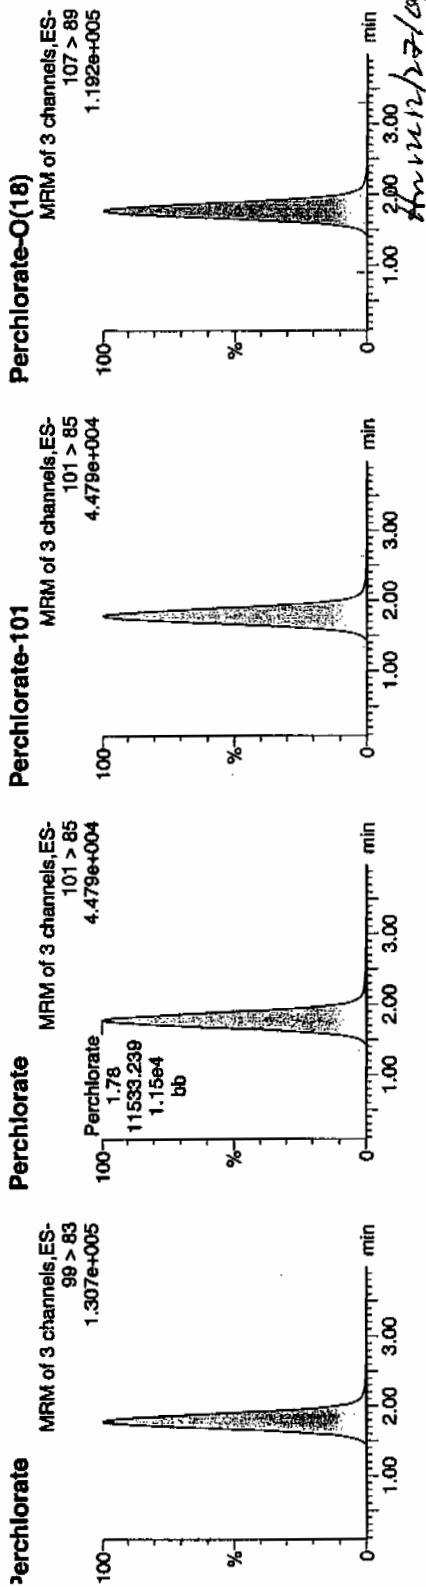 Perchlorate
MRM of 3 channels,ES-
99 > 83
1.307e+005
100
%
0
1.00
2.00
3.00
min
Perchlorate
MRM of 3 channels,ES-
101 > 85
4.479e+004
Perchlorate
1.78
11533.239
1.15e4
bb
100
%
0
1.00
2.00
3.00
min
Perchlorate-101
MRM of 3 channels,ES-
101 > 85
4.479e+004
100
%
0
1.00
2.00
3.00
min
Perchlorate-O(18)
MRM of 3 channels,ES-
107 > 89
1.192e+005
100
%
0
1.00
2.00
3.00
min